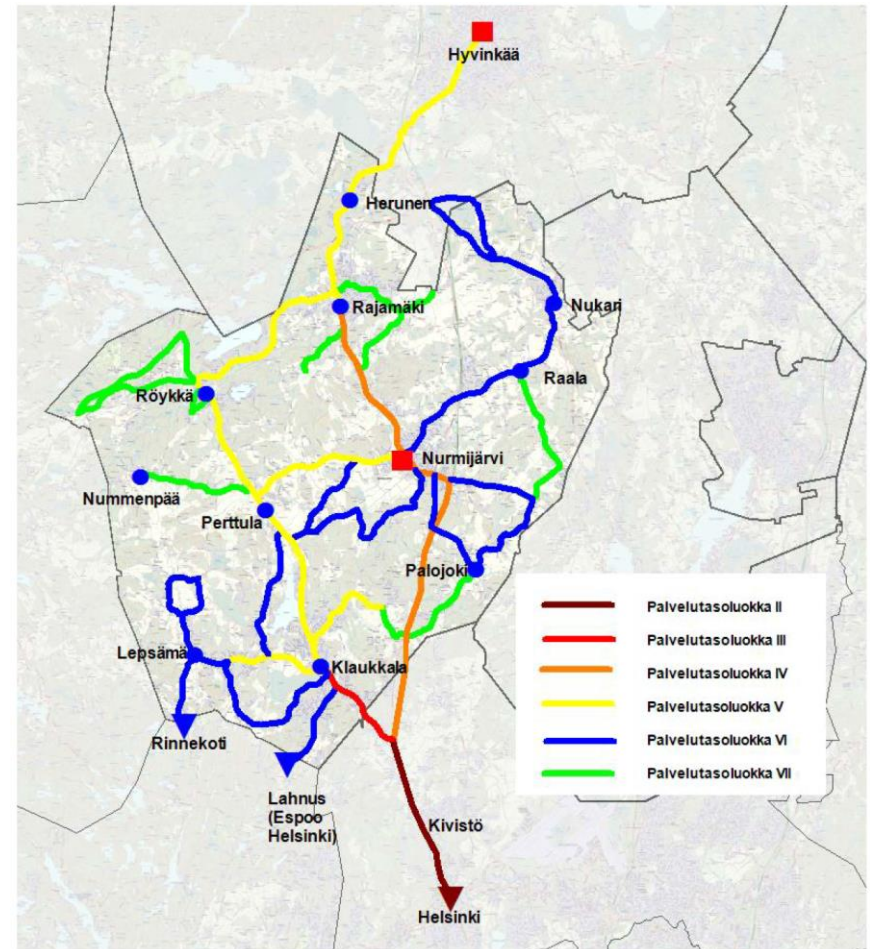 Hyvinkää
Herunen
Nukari
Rajamäki
Raala
Röykkä
Nurmijärvi
Nummenpää
Perttula
Palojoki
Lepsämä
Klaukkala
Rinnekoti
Lahnus
(Espoo
Helsinki)
Kivistö
Helsinki
Palvelutasoluokka II
Palvelutasoluokka III
Palvelutasoluokka IV
Palvelutasoluokka V
Palvelutasoluokka VI
Palvelutasoluokka VII